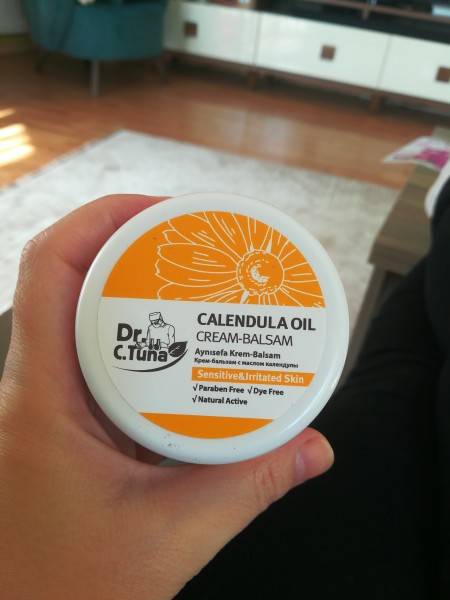 Dr.
C.Tuna
CALENDULA OIL
CREAM-BALSAM
Aynısefa Krem-Balsam
Крем-бальзам с маслом календулы
Sensitive&Irritated Skin
√ Paraben Free √ Dye Free
√ Natural Active